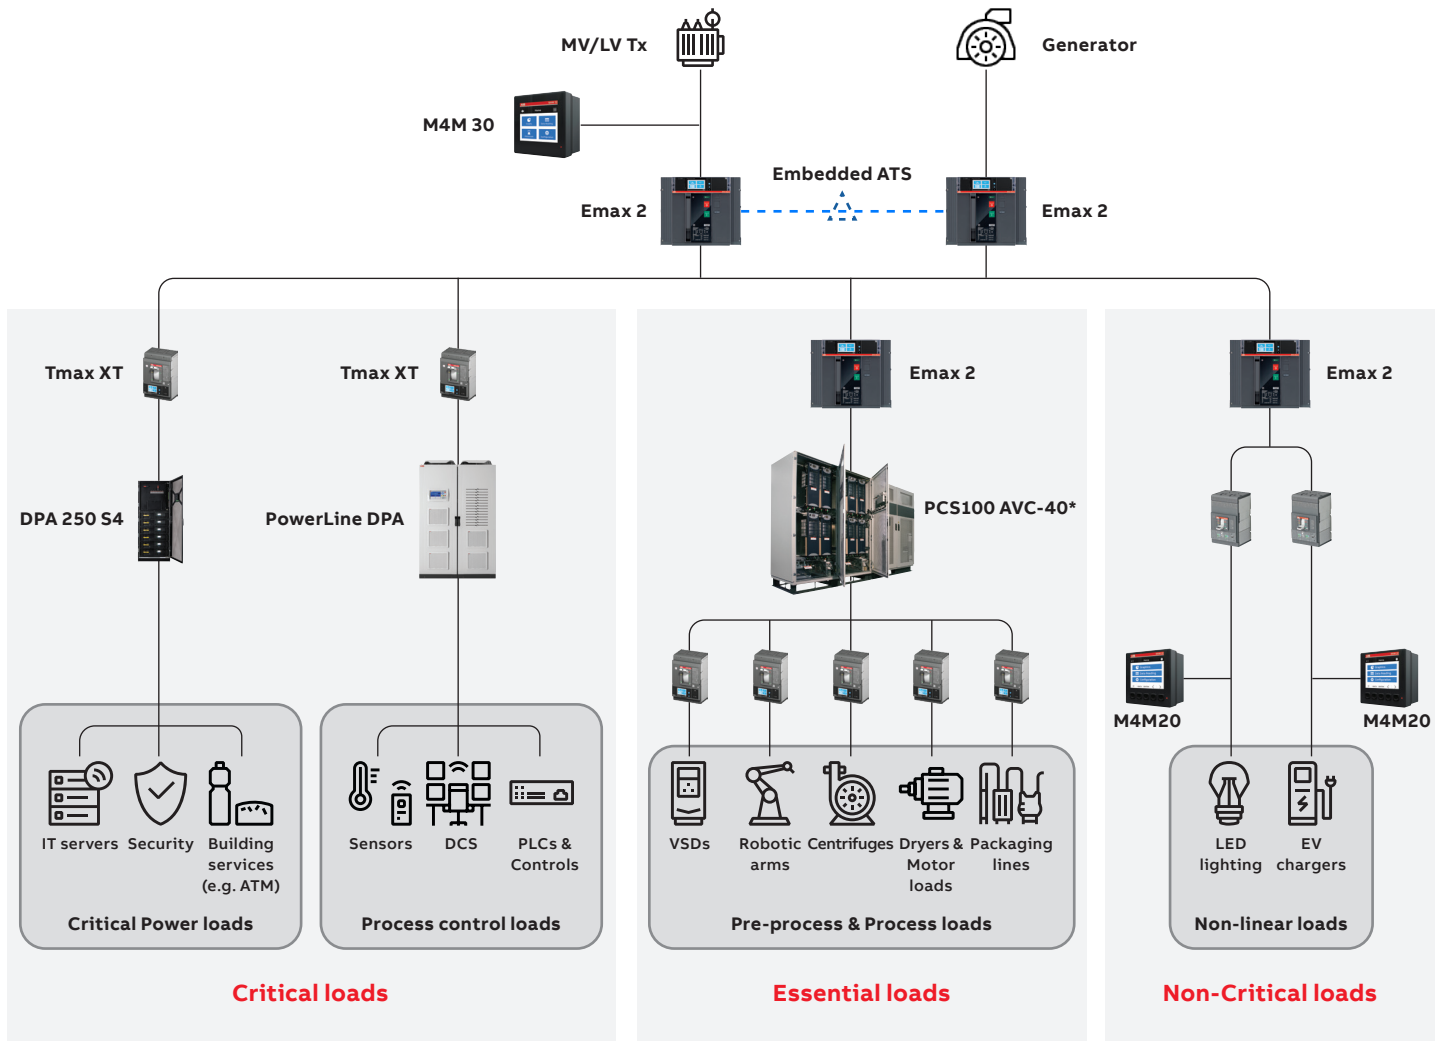 MV/LV Tx
Generator
M4M 30
Embedded ATS
Emax 2
Emax 2
Tmax XT
Tmax XT
Emax 2
Emax 2
DPA 250 S4
PowerLine DPA
PCS100 AVC-40*
M4M20
M4M20
IT servers
Security
Building
services
(e.g. ATM)
Critical Power loads
Sensors
DCS
PLCs &
Controls
Process control loads
VSDs
Robotic
arms
Centrifuges
Dryers &
Motor
loads
Packaging
lines
Pre-process & Process loads
LED
lighting
EV
chargers
Non-linear loads
Critical loads
Essential loads
Non-Critical loads